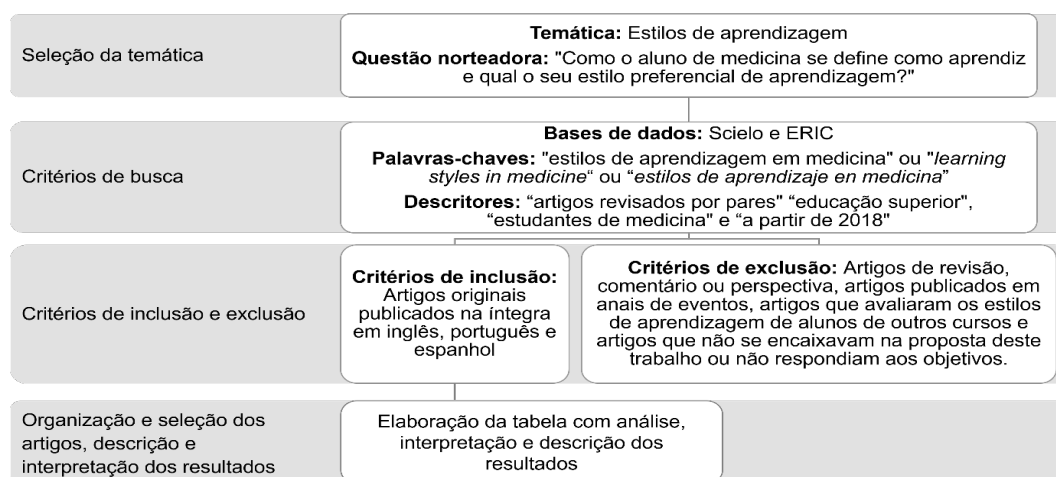 Seleção da temática
Temática: Estilos de aprendizagem
Questão norteadora: "Como o aluno de medicina se define como aprendiz
e qual o seu estilo preferencial de aprendizagem?"
Critérios de busca
Bases de dados: Scielo e ERIC
Palavras-chaves: "estilos de aprendizagem em medicina" ou "learning
styles in medicine“ ou “estilos de aprendizaje en medicina”
Descritores: “artigos revisados por pares" “educação superior",
“estudantes de medicina" e “a partir de 2018"
Critérios de inclusão e exclusão
Critérios de inclusão:
Artigos originais
publicados na íntegra
em inglês, português e
espanhol
Critérios de exclusão: Artigos de revisão,
comentário ou perspectiva, artigos publicados em
anais de eventos, artigos que avaliaram os estilos
de aprendizagem de alunos de outros cursos e
artigos que não se encaixavam na proposta deste
trabalho ou não respondiam aos objetivos.
Organização e seleção dos
artigos, descrição e
interpretação dos resultados
Elaboração da tabela com análise,
interpretação e descrição dos
resultados